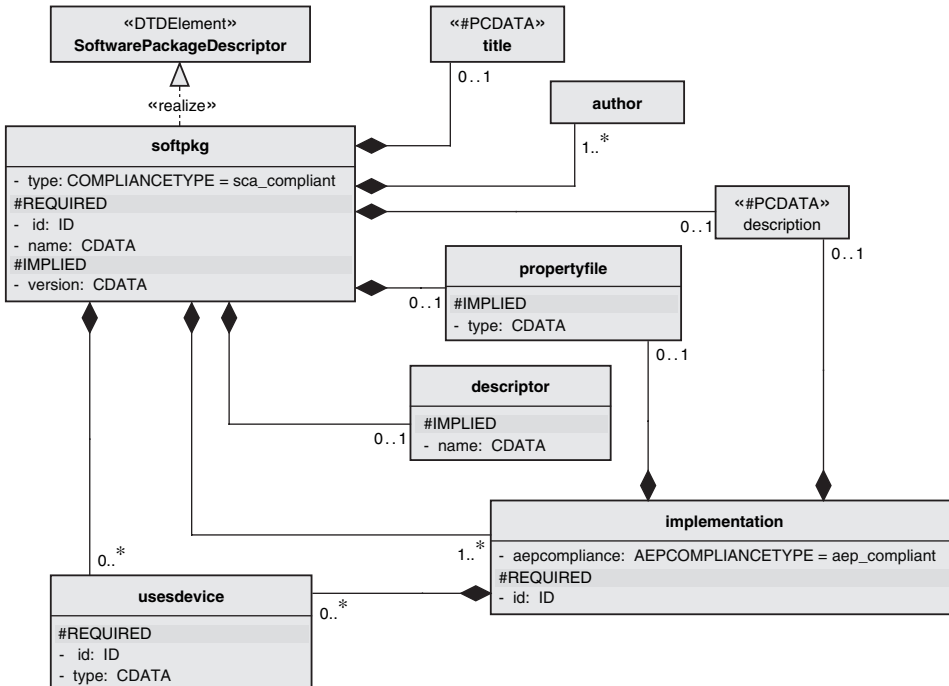 «DTDElement»
SoftwarePackageDescriptor
«#PCDATA»
title
0..1
«realize»
author
1..*
softpkg
- type: COMPLIANCETYPE = sca_compliant
#REQUIRED
- id: ID
- name: CDATA
#IMPLIED
- version: CDATA
«#PCDATA»
description
0..1
0..1
propertyfile
#IMPLIED
- type: CDATA
0..1
0..1
descriptor
#IMPLIED
- name: CDATA
0..1
implementation
- aepcompliance: AEPCOMPLIANCETYPE = aep_compliant
#REQUIRED
- id: ID
1..*
0..*
usesdevice
#REQUIRED
- id: ID
- type: CDATA
0..*